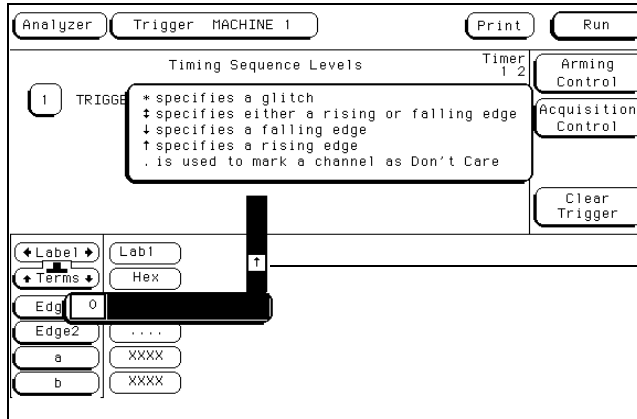 Analyzer Trigger MACHINE 1 Print Run
Timing Sequence Levels Timer
1 2
Arming
Control
1 TRIGGE
* specifies a glitch
↕ specifies either a rising or falling edge
↓ specifies a falling edge
↑ specifies a rising edge
. is used to mark a channel as Don't Care
Acquisition
Control
Clear
Trigger
←Label→ Lab1
↑
↑Terms↓ Hex
Edg 0
Edge2 ....
a XXXX
b XXXX